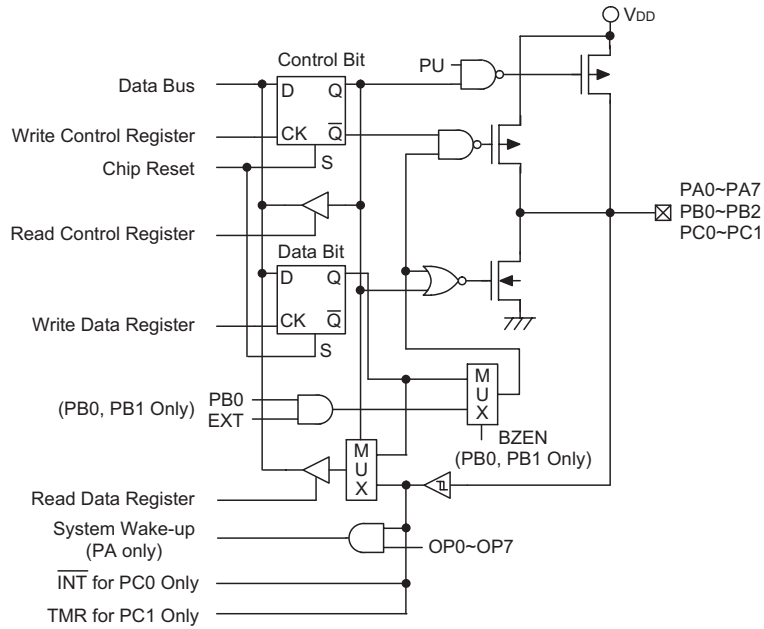 VDD
Control Bit
PU
Data Bus
D
Q
Write Control Register
CK
Q
Chip Reset
S
PA0~PA7
PB0~PB2
PC0~PC1
Read Control Register
Data Bit
D
Q
Write Data Register
CK
Q
S
M
U
X
(PB0, PB1 Only)
PB0
EXT
BZEN
(PB0, PB1 Only)
M
U
X
Read Data Register
System Wake-up
(PA only)
OP0~OP7
INT for PC0 Only
TMR for PC1 Only